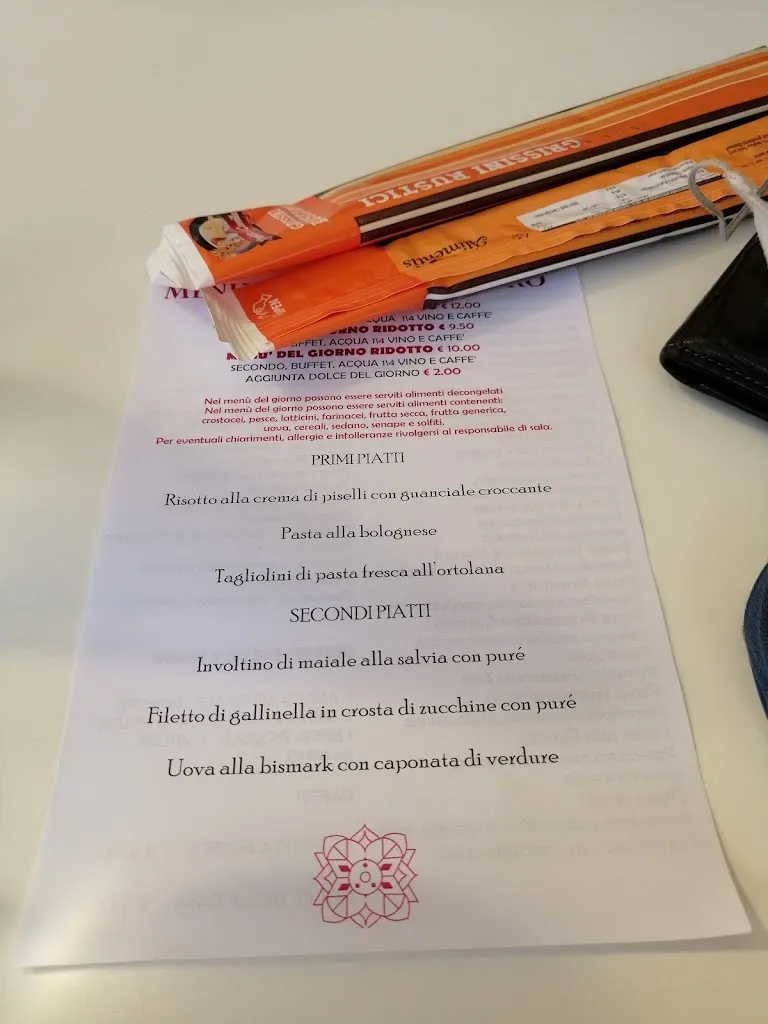 GRISSINI RUSTICI
Alimentis
OPEN
€ 12.00
ACQUA 1\4 VINO E CAFFE'
GIORNO RIDOTTO € 9.50
BUFFET, ACQUA 1\4 VINO E CAFFE'
MENU' DEL GIORNO RIDOTTO € 10.00
SECONDO, BUFFET, ACQUA 1\4 VINO E CAFFE'
AGGIUNTA DOLCE DEL GIORNO € 2.00
Nel menù del giorno possono essere serviti alimenti decongelati
Nel menù del giorno possono essere serviti alimenti contenenti:
crostacei, pesce, latticini, farinacei, frutta secca, frutta generica,
uova, cereali, sedano, senape e solfiti.
Per eventuali chiarimenti, allergie e intolleranze rivolgersi al responsabile di sala.
PRIMI PIATTI
Risotto alla crema di piselli con guanciale croccante
Pasta alla bolognese
Tagliolini di pasta fresca all'ortolana
SECONDI PIATTI
Involtino di maiale alla salvia con puré
Filetto di gallinella in crosta di zucchine con puré
Uova alla bismark con caponata di verdure